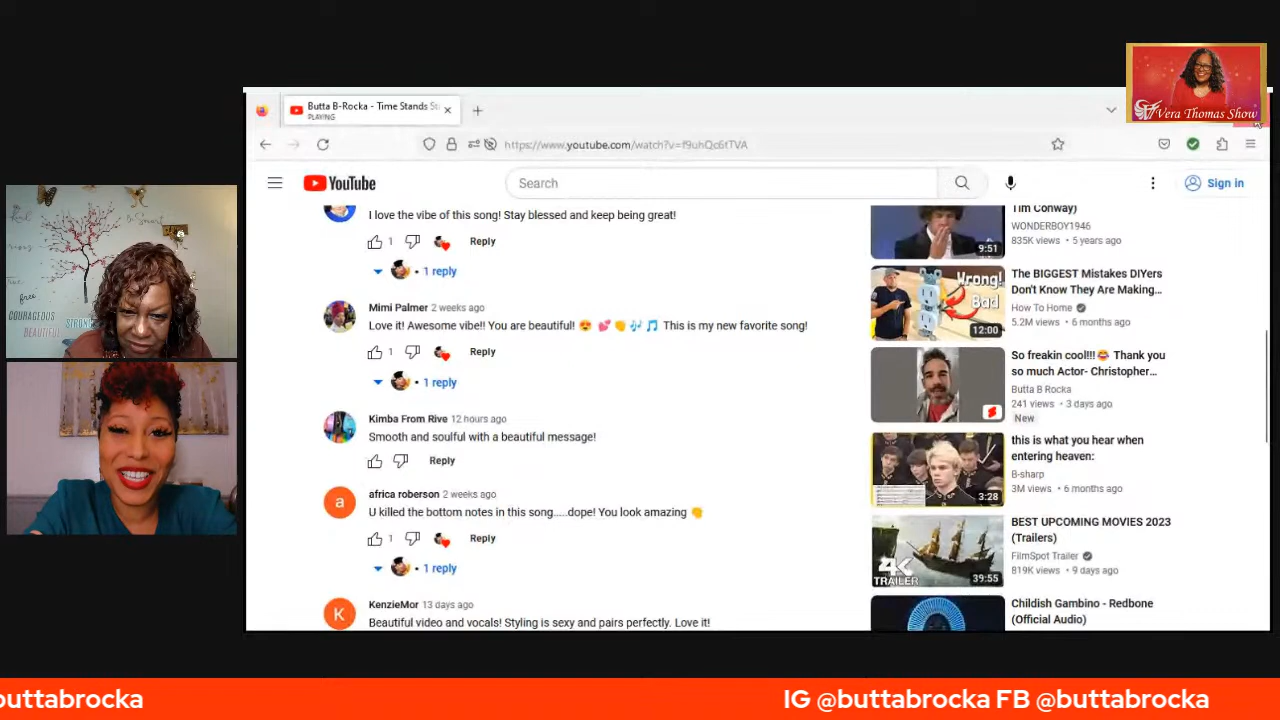 Vera Thomas Show
Butta B-Rocka - Time Stands St
PLAYING
https://www.youtube.com/watch?v=f9uhQc6tTVA
YouTube
Search
Sign in
I love the vibe of this song! Stay blessed and keep being great!
1 Reply
1 reply
Mimi Palmer 2 weeks ago
Love it! Awesome vibe!! You are beautiful! 😍 💕 👏 🎶 🎵 This is my new favorite song!
1 Reply
1 reply
Kimba From Rive 12 hours ago
Smooth and soulful with a beautiful message!
Reply
a
africa roberson 2 weeks ago
U killed the bottom notes in this song.....dope! You look amazing 👏
1 Reply
1 reply
K
KenzieMor 13 days ago
Beautiful video and vocals! Styling is sexy and pairs perfectly. Love it!
Tim Conway)
WONDERBOY1946
835K views • 5 years ago
9:51
Wrong!
Bad
12:00
The BIGGEST Mistakes DIYers
Don't Know They Are Making...
How To Home
5.2M views • 6 months ago
So freakin cool!!!😂 Thank you
so much Actor- Christopher...
Butta B Rocka
241 views • 3 days ago
New
this is what you hear when
entering heaven:
B-sharp
3M views • 6 months ago
3:28
BEST UPCOMING MOVIES 2023
(Trailers)
FilmSpot Trailer
819K views • 9 days ago
4K
TRAILER
39:55
Childish Gambino - Redbone
(Official Audio)
free
COURAGEOUS
BEAUTIFUL
STRONG
buttabrocka
IG @buttabrocka FB @buttabrocka